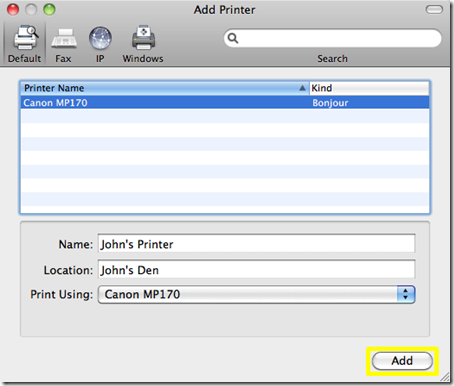 Add Printer
Default Fax IP Windows Search
Printer Name Kind
Canon MP170 Bonjour
Name: John's Printer
Location: John's Den
Print Using: Canon MP170
Add